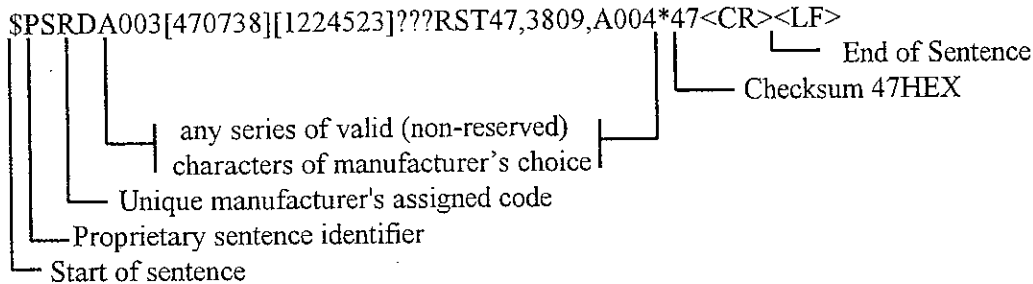 $PSRDA003[470738][1224523]???RST47,3809,A004*47<CR><LF>
End of Sentence
Checksum 47HEX
any series of valid (non-reserved)
characters of manufacturer's choice
Unique manufacturer's assigned code
Proprietary sentence identifier
Start of sentence